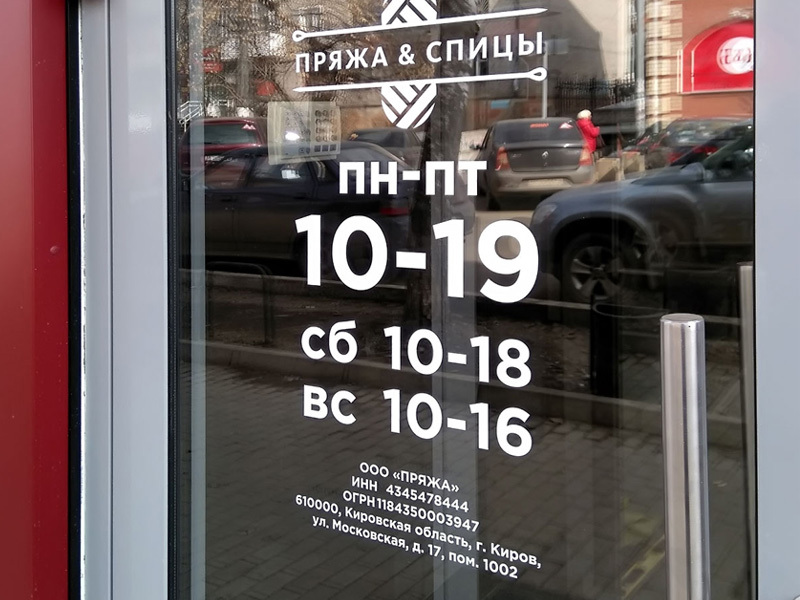 ПРЯЖА & СПИЦЫ
пн-пт
10-19
сб 10-18
вс 10-16
ООО «ПРЯЖА»
ИНН 4345478444
ОГРН 1184350003947
610000, Кировская область, г. Киров,
ул. Московская, д. 17, пом. 1002